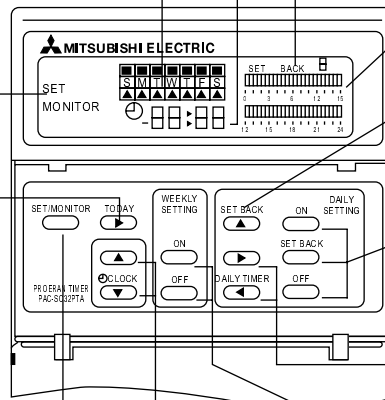 MITSUBISHI ELECTRIC
SET
MONITOR
S M T W T F S
SET BACK
0 3 6 12 15
12 15 18 21 24
SET/MONITOR
TODAY
WEEKLY
SETTING
SET BACK
ON
DAILY
SETTING
ON
SET BACK
CLOCK
OFF
DAILY TIMER
OFF
PROERAN TIMER
PAC-SC32PTA